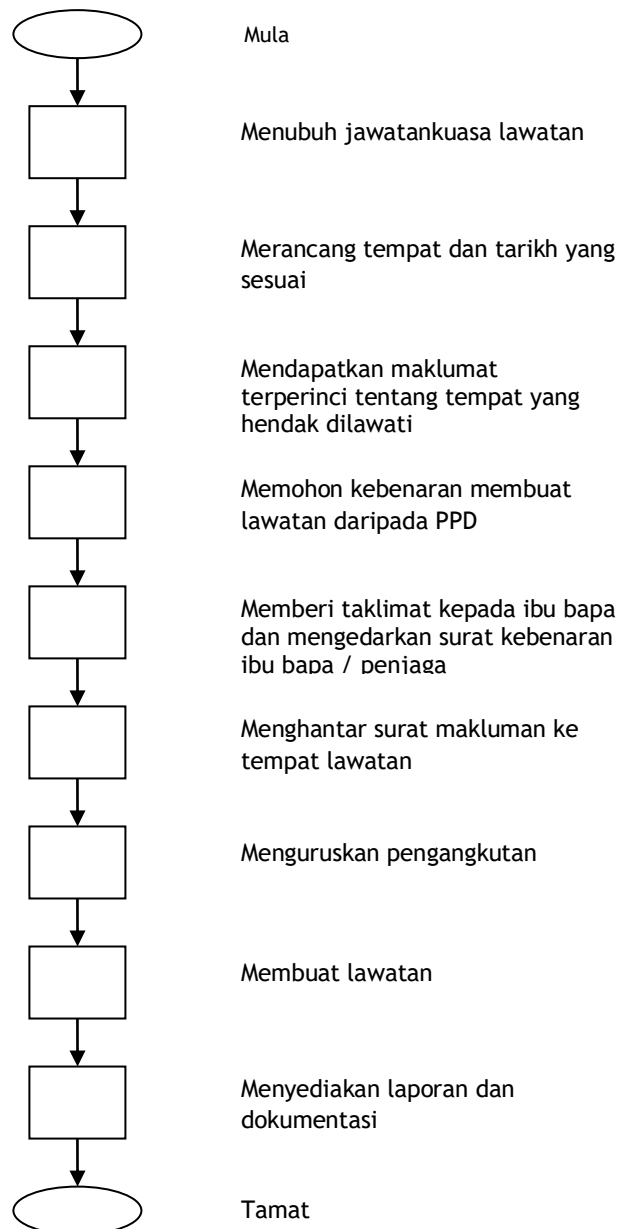 Mula
Menubuh jawatankuasa lawatan
Merancang tempat dan tarikh yang
sesuai
Mendapatkan maklumat
terperinci tentang tempat yang
hendak dilawati
Memohon kebenaran membuat
lawatan daripada PPD
Memberi taklimat kepada ibu bapa
dan mengedarkan surat kebenaran
ibu bapa / penjaga
Menghantar surat makluman ke
tempat lawatan
Menguruskan pengangkutan
Membuat lawatan
Menyediakan laporan dan
dokumentasi
Tamat